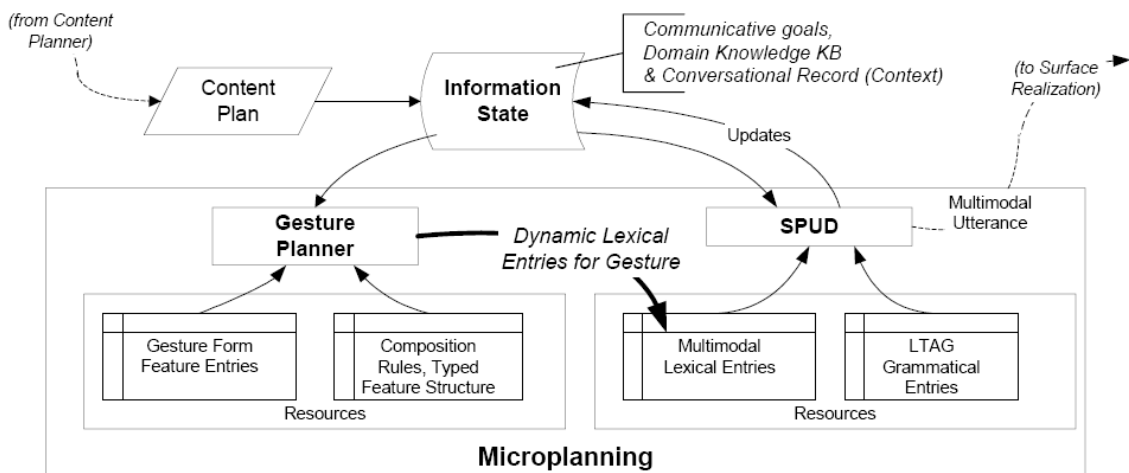 (from Content
Planner)
Content
Plan
Information
State
Communicative goals,
Domain Knowledge KB
& Conversational Record (Context)
(to Surface
Realization)
Updates
Gesture
Planner
Dynamic Lexical
Entries for Gesture
SPUD
Multimodal
Utterance
Gesture Form
Feature Entries
Composition
Rules, Typed
Feature Structure
Resources
Multimodal
Lexical Entries
LTAG
Grammatical
Entries
Resources
Microplanning